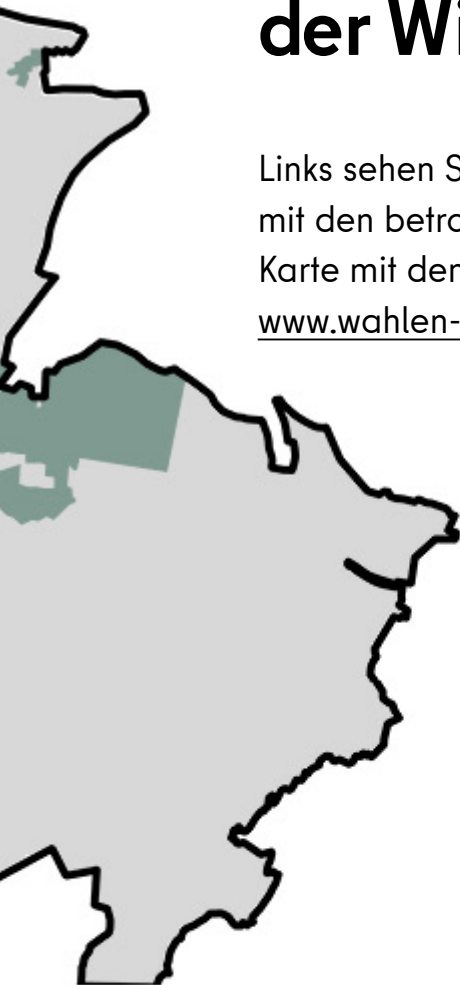 der Wi
Links sehen S
mit den betro
Karte mit der
www.wahlen-